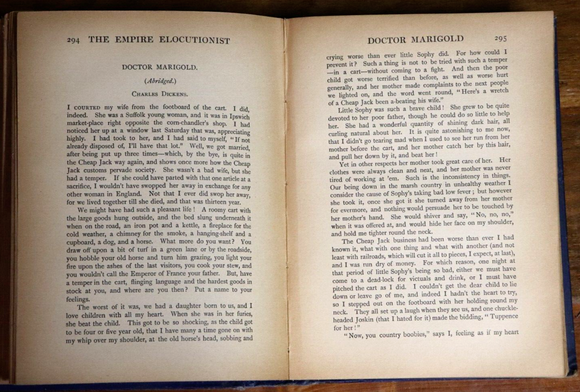 294 THE EMPIRE ELOCUTIONIST
DOCTOR MARIGOLD.
(Abridged.)
CHARLES DICKENS.
I COURTED my wife from the footboard of the cart. I did,
indeed. She was a Suffolk young woman, and it was in Ipswich
market-place right opposite the corn-chandler's shop. I had
noticed her up at a window last Saturday that was, appreciating
highly. I had took to her, and I had said to myself, "If not
already disposed of, I'll have that lot." Well, we got married,
after being put up three times—which, by the bye, is quite in
the Cheap Jack way again, and shows once more how the Cheap
Jack customs pervade society. She wasn't a bad wife, but she
had a temper. If she could have parted with that one article at a
sacrifice, I wouldn't have swopped her away in exchange for any
other woman in England. Not that I ever did swop her away,
for we lived together till she died, and that was thirteen year.
We might have had such a pleasant life! A roomy cart with
the large goods hung outside, and the bed slung underneath it
when on the road, an iron pot and a kettle, a fireplace for the
cold weather, a chimney for the smoke, a hanging-shelf and a
cupboard, a dog, and a horse. What more do you want? You
draw off upon a bit of turf in a green lane or by the roadside,
you hobble your old horse and turn him grazing, you light your
fire upon the ashes of the last visitors, you cook your stew, and
you wouldn't call the Emperor of France your father. But, have
a temper in the cart, flinging language and the hardest goods in
stock at you, and where are you then? Put a name to your
feelings.
The worst of it was, we had a daughter born to us, and I
love children with all my heart. When she was in her furies,
she beat the child. This got to be so shocking, as the child got
to be four or five year old, that I have many a time gone on with
my whip over my shoulder, at the old horse's head, sobbing and
DOCTOR MARIGOLD 295
crying worse than ever little Sophy did. For how could I
prevent it? Such a thing is not to be tried with such a temper
—in a cart—without coming to a fight. And then the poor
child got worse terrified than before, as well as worse hurt
generally, and her mother made complaints to the next people
we lighted on, and the word went round, "Here's a wretch
of a Cheap Jack been a-beating his wife."
Little Sophy was such a brave child! She grew to be quite
devoted to her poor father, though he could do so little to help
her. She had a wonderful quantity of shining dark hair, all
curling natural about her. It is quite astonishing to me now,
that I didn't go tearing mad when I used to see her run from her
mother before the cart, and her mother catch her by this hair,
and pull her down by it, and beat her.
Yet in other respects her mother took great care of her. Her
clothes were always clean and neat, and her mother was never
tired of working at 'em. Such is the inconsistency in things.
Our being down in the marsh country in unhealthy weather I
consider the cause of Sophy's taking bad low fever; but however
she took it, once she got it she turned away from her mother
for evermore, and nothing would persuade her to be touched by
her mother's hand. She would shiver and say, "No, no, no,"
when it was offered at, and would hide her face on my shoulder,
and hold me tighter round the neck.
The Cheap Jack business had been worse than ever I had
known it, what with one thing and what with another (and not
least with railroads, which will cut it all to pieces, I expect, at last),
and I was run dry of money. For which reason, one night at
that period of little Sophy's being so bad, either we must have
come to a dead-lock for victuals and drink, or I must have
pitched the cart as I did. I couldn't get the dear child to lie
down or leave go of me, and indeed I hadn't the heart to try,
so I stepped out on the footboard with her holding round my
neck. They all set up a laugh when they see us, and one chuckle-
headed Joskin (that I hated for it) made the bidding, "Tuppence
for her!"
"Now, you country boobies," says I, feeling as if my heart